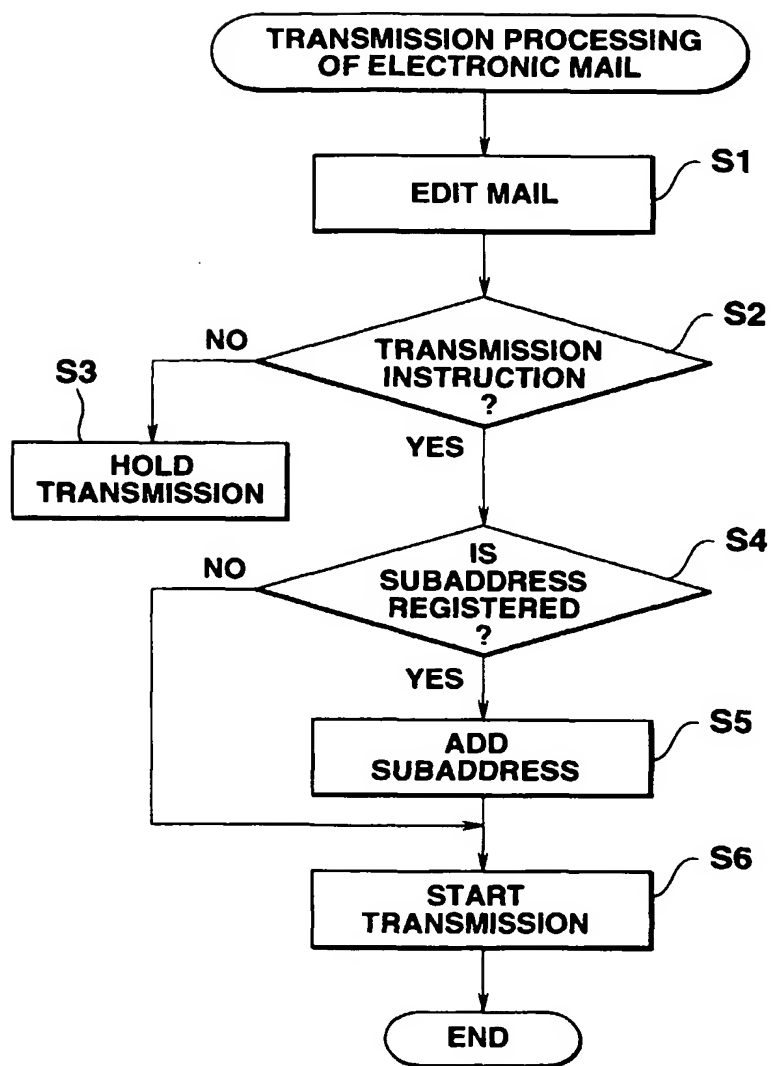 TRANSMISSION PROCESSING
OF ELECTRONIC MAIL
S1
EDIT MAIL
S2
NO
TRANSMISSION
INSTRUCTION
?
S3
YES
HOLD
TRANSMISSION
S4
NO
IS
SUBADDRESS
REGISTERED
?
YES
S5
ADD
SUBADDRESS
S6
START
TRANSMISSION
END